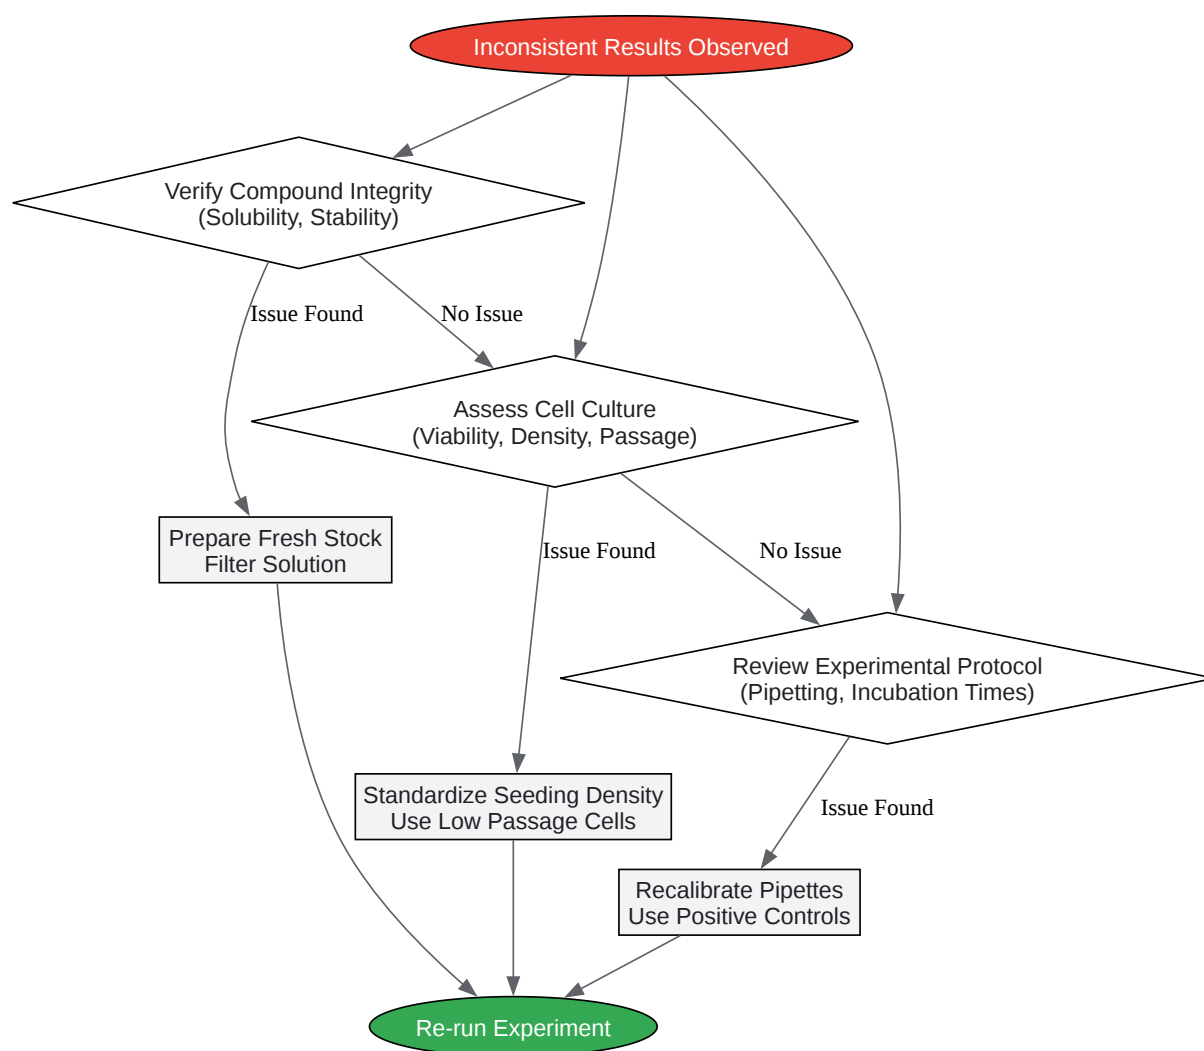 Inconsistent Results Observed
Verify Compound Integrity
(Solubility, Stability)
Issue Found
No Issue
Assess Cell Culture
(Viability, Density, Passage)
Prepare Fresh Stock
Filter Solution
Issue Found
No Issue
Review Experimental Protocol
(Pipetting, Incubation Times)
Standardize Seeding Density
Use Low Passage Cells
Issue Found
Recalibrate Pipettes
Use Positive Controls
Re-run Experiment